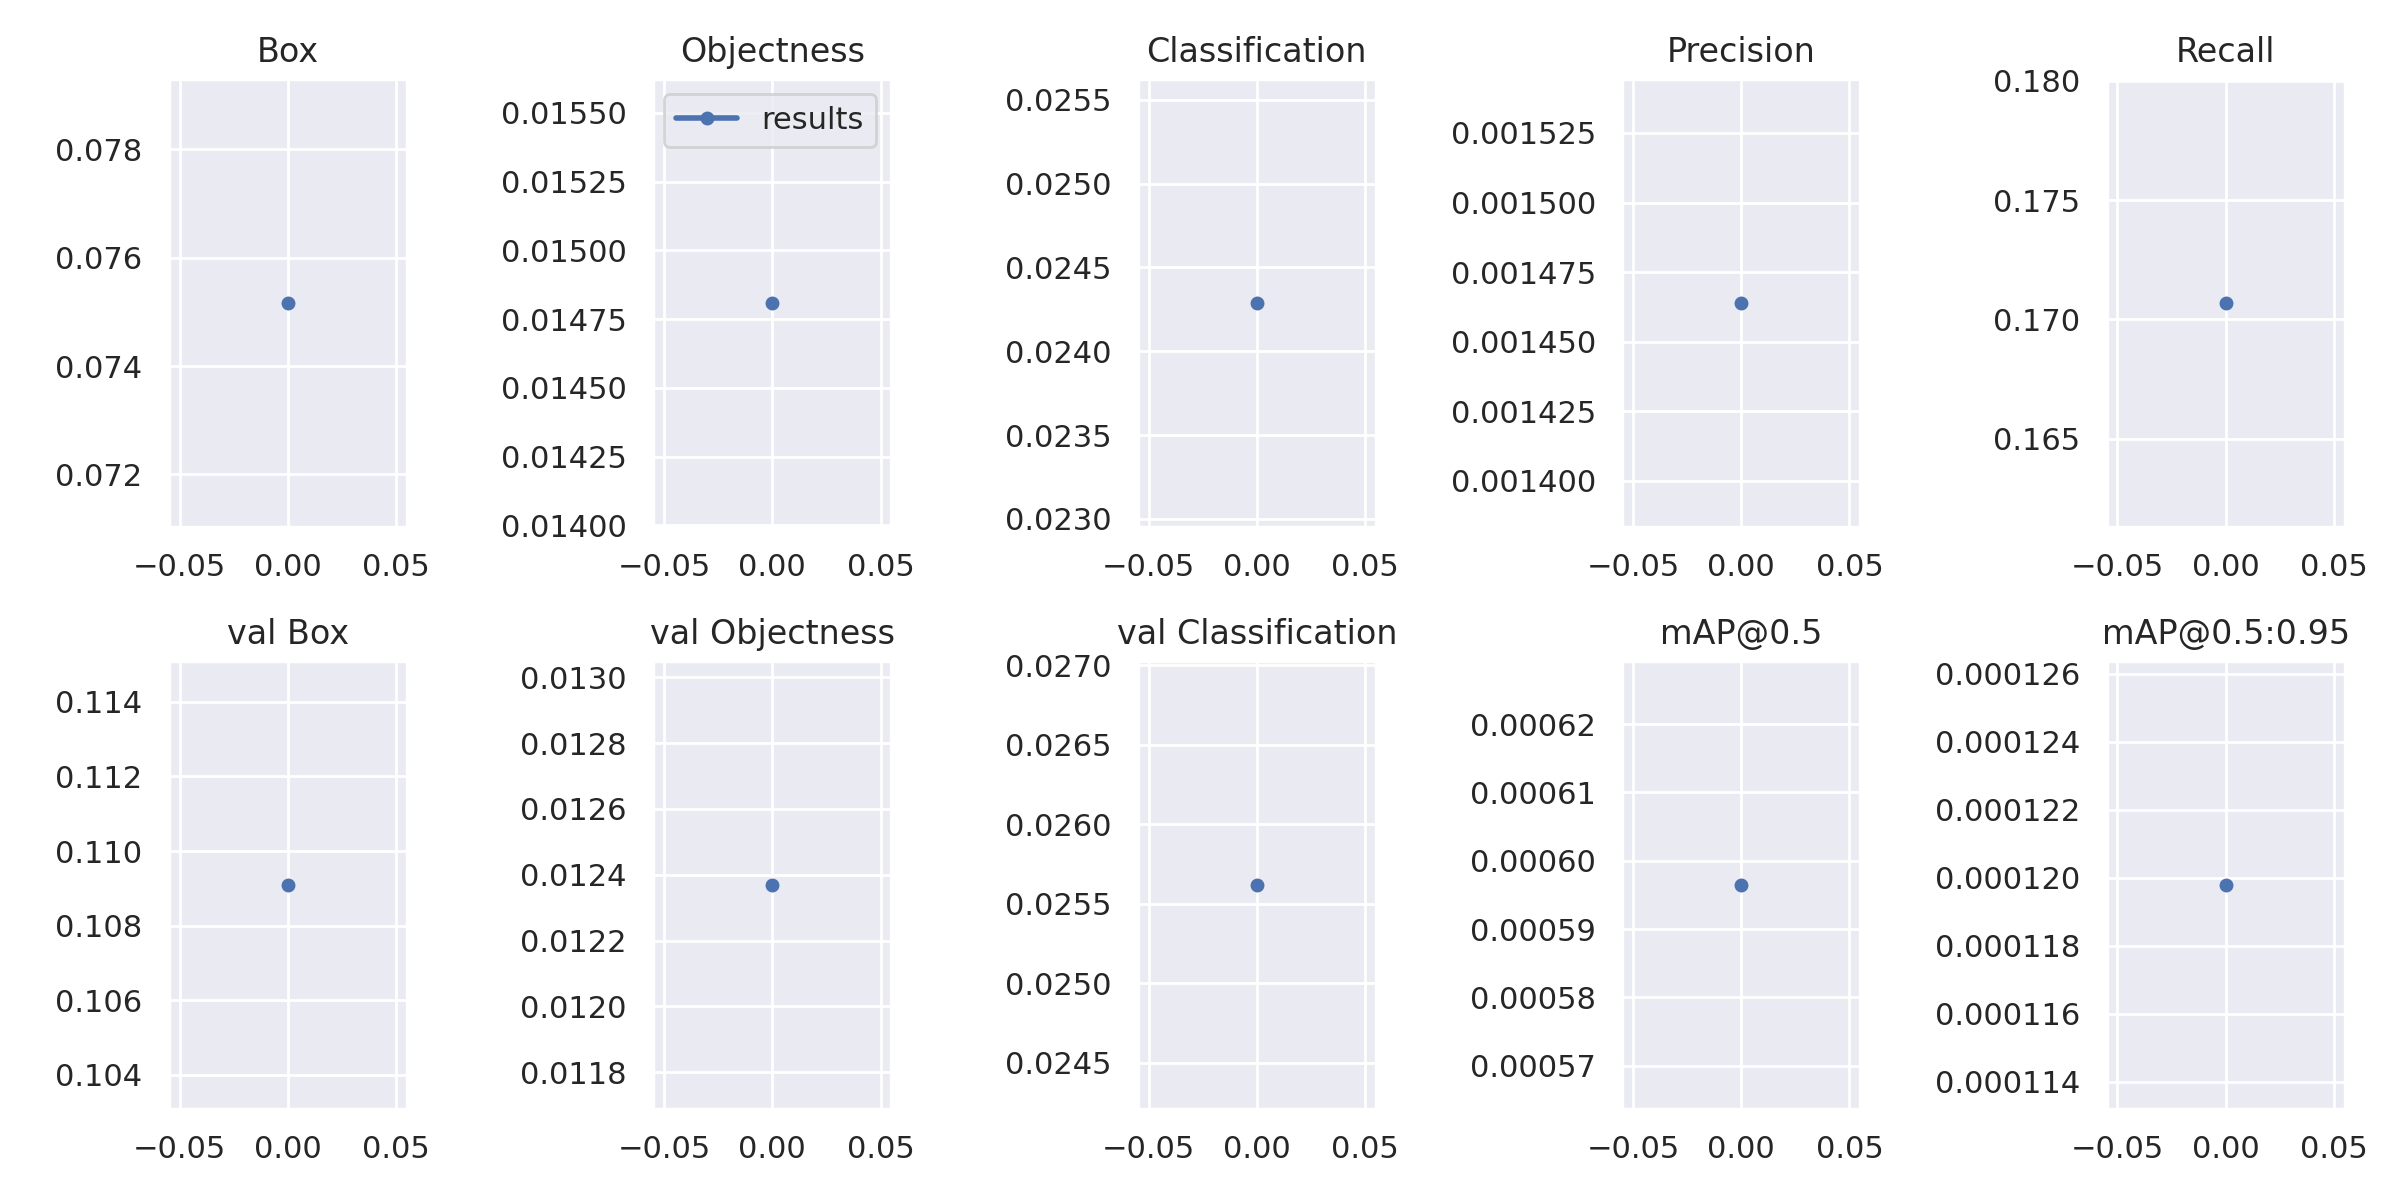 Box
0.078
0.076
0.074
0.072
−0.05 0.00 0.05
Objectness
results
0.01550
0.01525
0.01500
0.01475
0.01450
0.01425
0.01400
−0.05 0.00 0.05
Classification
0.0255
0.0250
0.0245
0.0240
0.0235
0.0230
−0.05 0.00 0.05
Precision
0.001525
0.001500
0.001475
0.001450
0.001425
0.001400
−0.05 0.00 0.05
Recall
0.180
0.175
0.170
0.165
−0.05 0.00 0.05
val Box
0.114
0.112
0.110
0.108
0.106
0.104
−0.05 0.00 0.05
val Objectness
0.0130
0.0128
0.0126
0.0124
0.0122
0.0120
0.0118
−0.05 0.00 0.05
val Classification
0.0270
0.0265
0.0260
0.0255
0.0250
0.0245
−0.05 0.00 0.05
mAP@0.5
0.00062
0.00061
0.00060
0.00059
0.00058
0.00057
−0.05 0.00 0.05
mAP@0.5:0.95
0.000126
0.000124
0.000122
0.000120
0.000118
0.000116
0.000114
−0.05 0.00 0.05